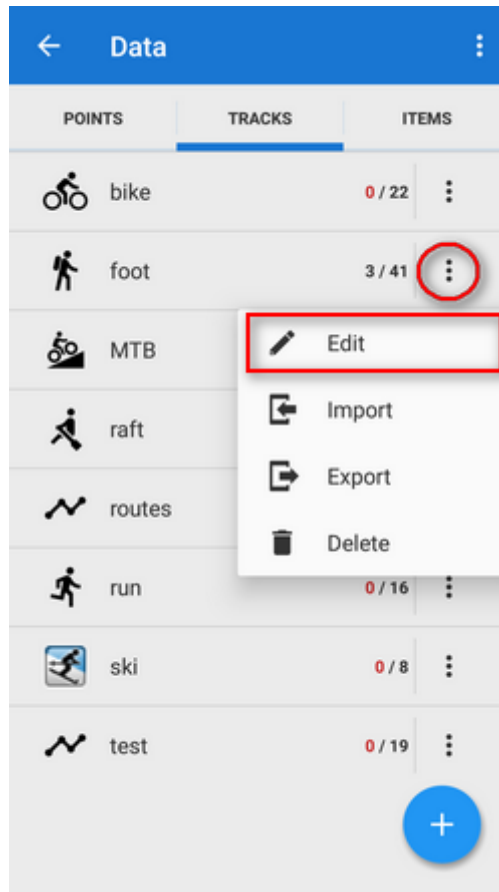 Data
POINTS TRACKS ITEMS
bike 0 / 22
foot 3 / 41
MTB
Edit
Import
raft
Export
routes
Delete
run 0 / 16
ski 0 / 8
test 0 / 19